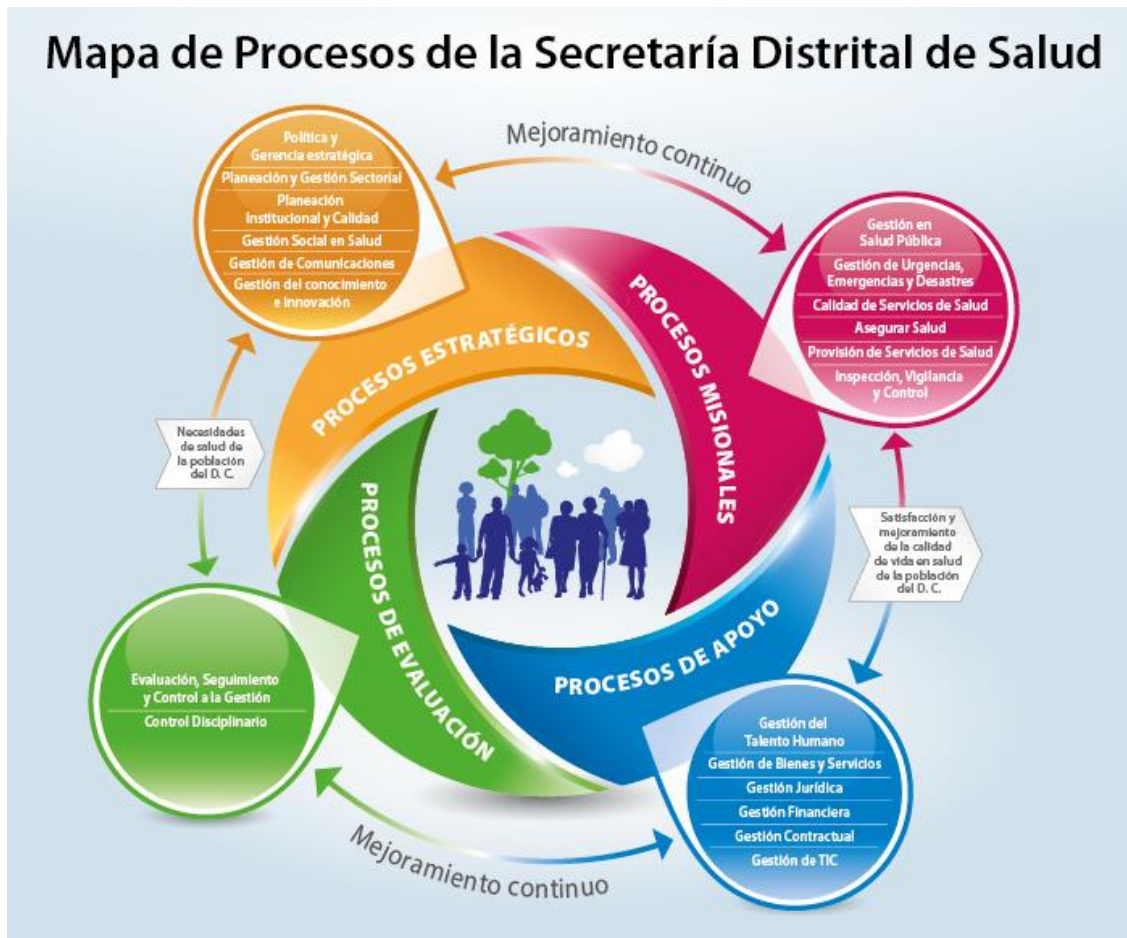 Mapa de Procesos de la Secretaría Distrital de Salud
Mejoramiento continuo
Política y
Gerencia estratégica
Planeación y Gestión Sectorial
Planeación
Institucional y Calidad
Gestión Social en Salud
Gestión de Comunicaciones
Gestión del conocimiento
e Innovación
Gestión en
Salud Pública
Gestión de Urgencias,
Emergencias y Desastres
Calidad de Servicios de Salud
Asegurar Salud
Provisión de Servicios de Salud
Inspección, Vigilancia
y Control
PROCESOS ESTRATÉGICOS
PROCESOS MISIONALES
Necesidades
de salud de
la población
del D. C.
Satisfacción y
mejoramiento
de la calidad
de vida en salud
de la población
del D. C.
PROCESOS DE EVALUACIÓN
PROCESOS DE APOYO
Evaluación, Seguimiento
y Control a la Gestión
Control Disciplinario
Gestión del
Talento Humano
Gestión de Bienes y Servicios
Gestión Jurídica
Gestión Financiera
Gestión Contractual
Gestión de TIC
Mejoramiento continuo